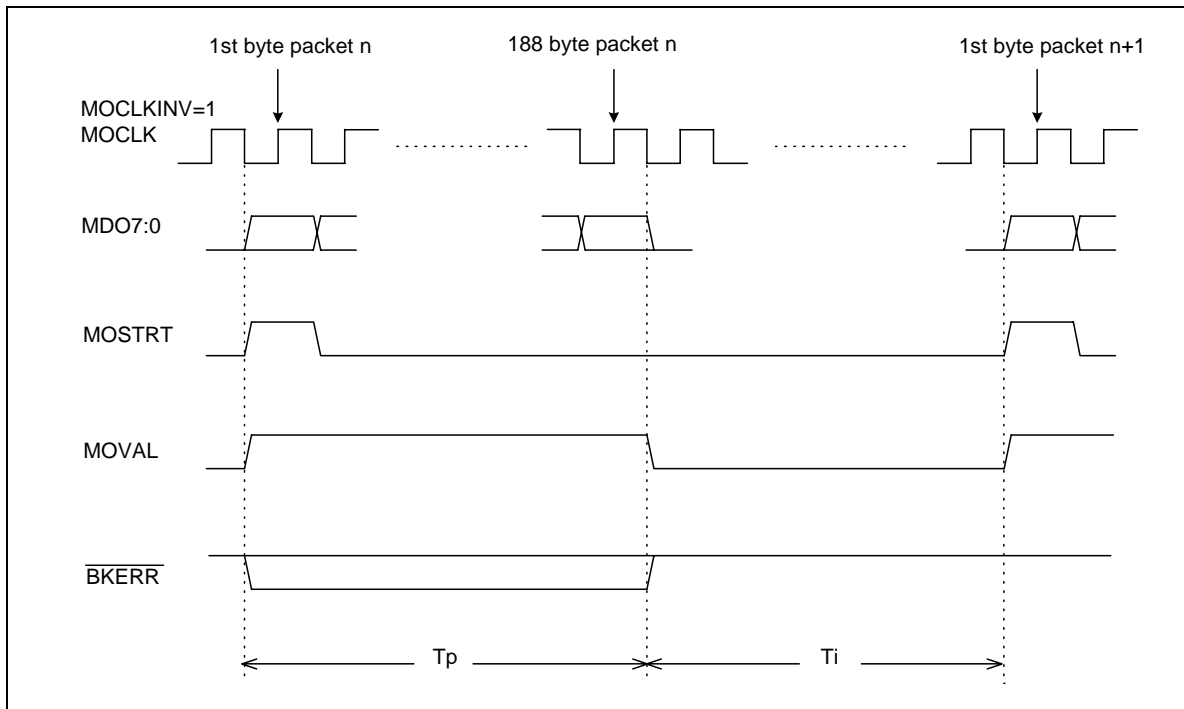 1st byte packet n
188 byte packet n
1st byte packet n+1
MOCLKINV=1
MOCLK
MDO7:0
MOSTRT
MOVAL
BKERR
Tp
Ti